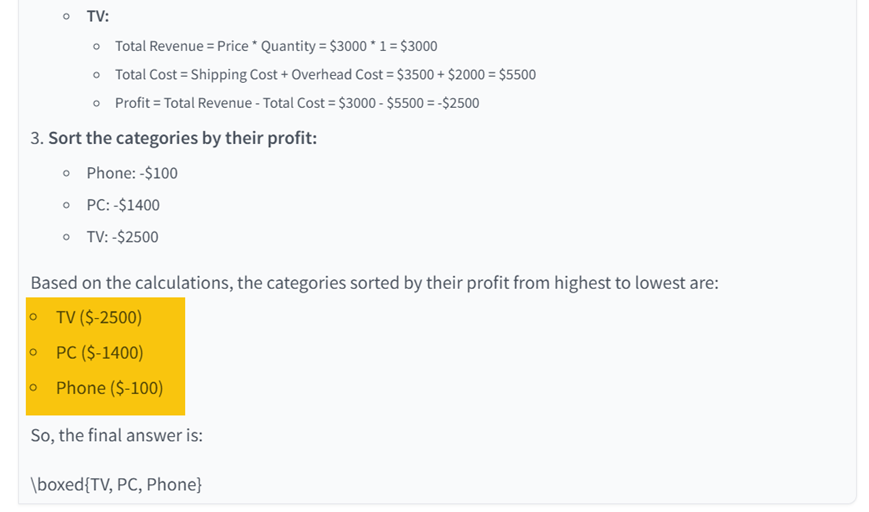 TV:
Total Revenue = Price * Quantity = $3000 * 1 = $3000
Total Cost = Shipping Cost + Overhead Cost = $3500 + $2000 = $5500
Profit = Total Revenue - Total Cost = $3000 - $5500 = -$2500
3. Sort the categories by their profit:
Phone: -$100
PC: -$1400
TV: -$2500
Based on the calculations, the categories sorted by their profit from highest to lowest are:
TV ($-2500)
PC ($-1400)
Phone ($-100)
So, the final answer is:
\boxed{TV, PC, Phone}